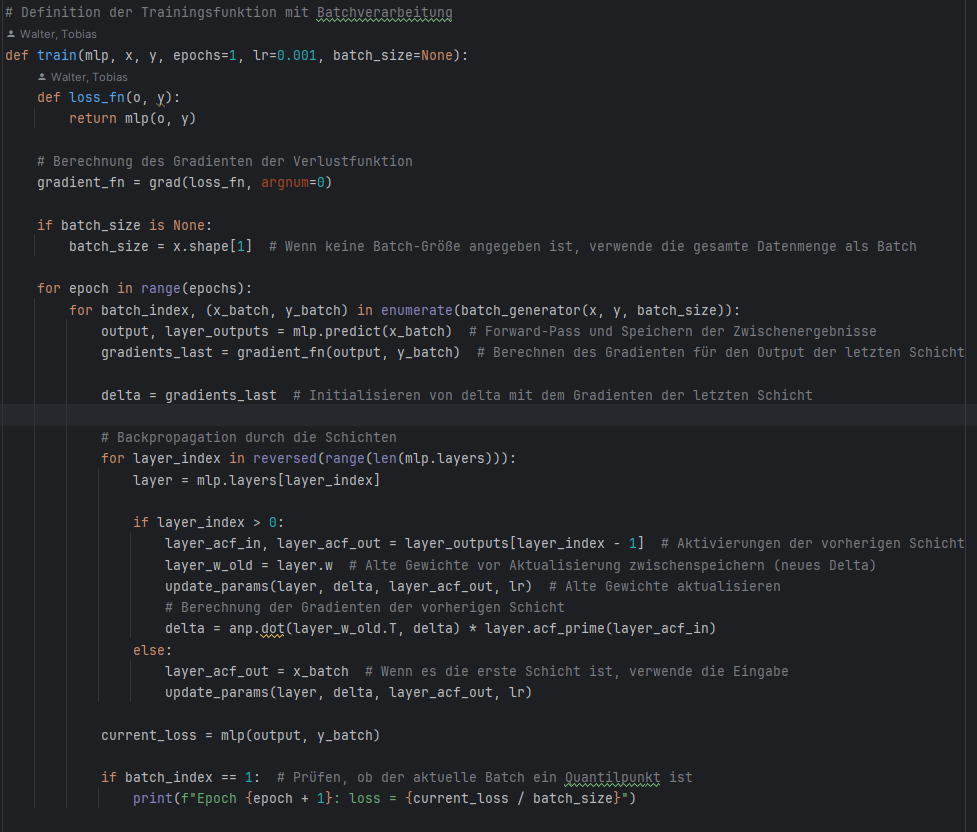 # Definition der Trainingsfunktion mit Batchverarbeitung
Walter, Tobias
def train(mlp, x, y, epochs=1, lr=0.001, batch_size=None):
Walter, Tobias
def loss_fn(o, y):
return mlp(o, y)
# Berechnung des Gradienten der Verlustfunktion
gradient_fn = grad(loss_fn, argnum=0)
if batch_size is None:
batch_size = x.shape[1]  # Wenn keine Batch-Größe angegeben ist, verwende die gesamte Datenmenge als Batch
for epoch in range(epochs):
for batch_index, (x_batch, y_batch) in enumerate(batch_generator(x, y, batch_size)):
output, layer_outputs = mlp.predict(x_batch)  # Forward-Pass und Speichern der Zwischenergebnisse
gradients_last = gradient_fn(output, y_batch)  # Berechnen des Gradienten für den Output der letzten Schicht
delta = gradients_last  # Initialisieren von delta mit dem Gradienten der letzten Schicht
# Backpropagation durch die Schichten
for layer_index in reversed(range(len(mlp.layers))):
layer = mlp.layers[layer_index]
if layer_index > 0:
layer_acf_in, layer_acf_out = layer_outputs[layer_index - 1]  # Aktivierungen der vorherigen Schicht
layer_w_old = layer.w  # Alte Gewichte vor Aktualisierung zwischenspeichern (neues Delta)
update_params(layer, delta, layer_acf_out, lr)  # Alte Gewichte aktualisieren
# Berechnung der Gradienten der vorherigen Schicht
delta = anp.dot(layer_w_old.T, delta) * layer.acf_prime(layer_acf_in)
else:
layer_acf_out = x_batch  # Wenn es die erste Schicht ist, verwende die Eingabe
update_params(layer, delta, layer_acf_out, lr)
current_loss = mlp(output, y_batch)
if batch_index == 1:  # Prüfen, ob der aktuelle Batch ein Quantilpunkt ist
print(f"Epoch {epoch + 1}: loss = {current_loss / batch_size}")